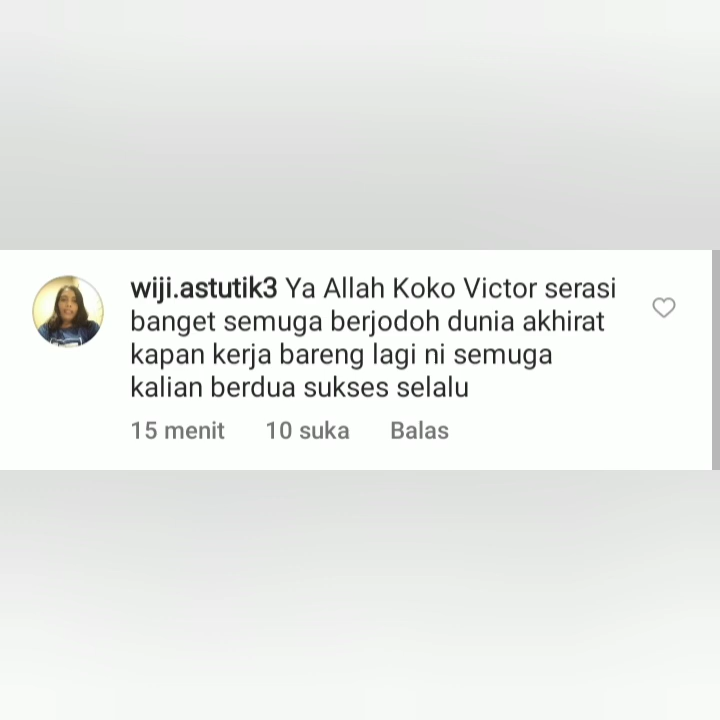 wiji.astutik3 Ya Allah Koko Victor serasi
banget semuga berjodoh dunia akhirat
kapan kerja bareng lagi ni semuga
kalian berdua sukses selalu
15 menit 10 suka Balas